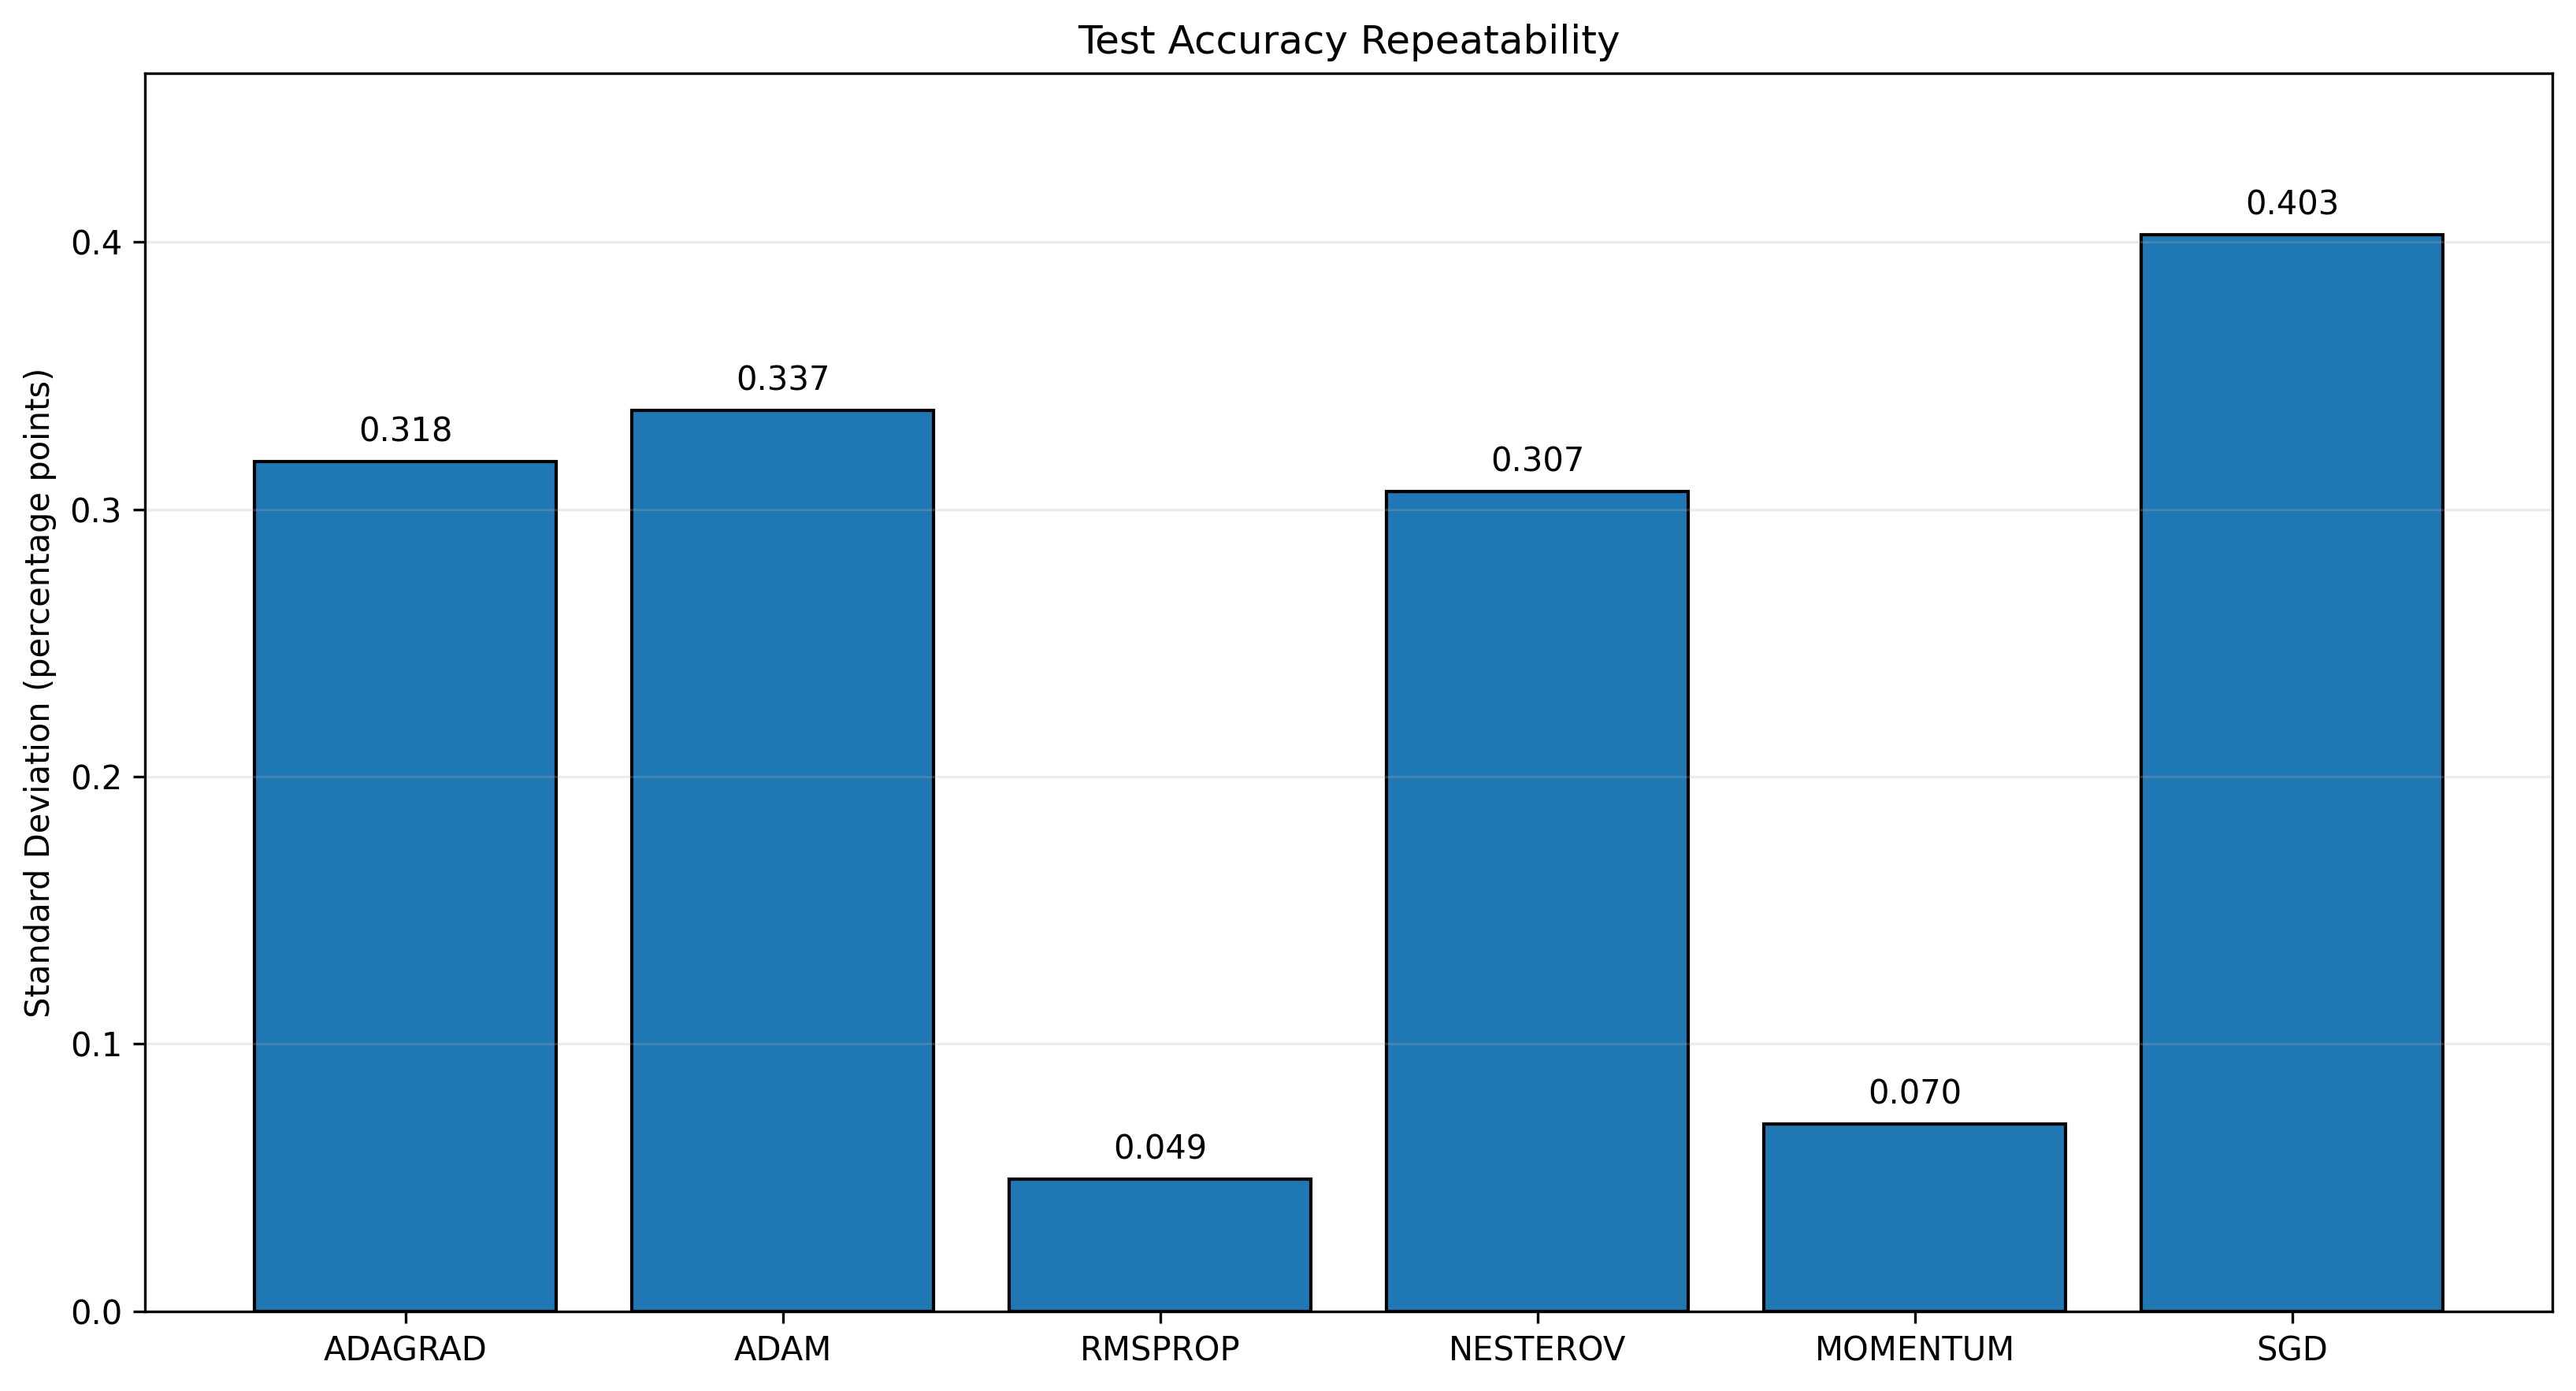 Test Accuracy Repeatability
Standard Deviation (percentage points)
0.4
0.3
0.2
0.1
0.0
0.318
0.337
0.049
0.307
0.070
0.403
ADAGRAD
ADAM
RMSPROP
NESTEROV
MOMENTUM
SGD